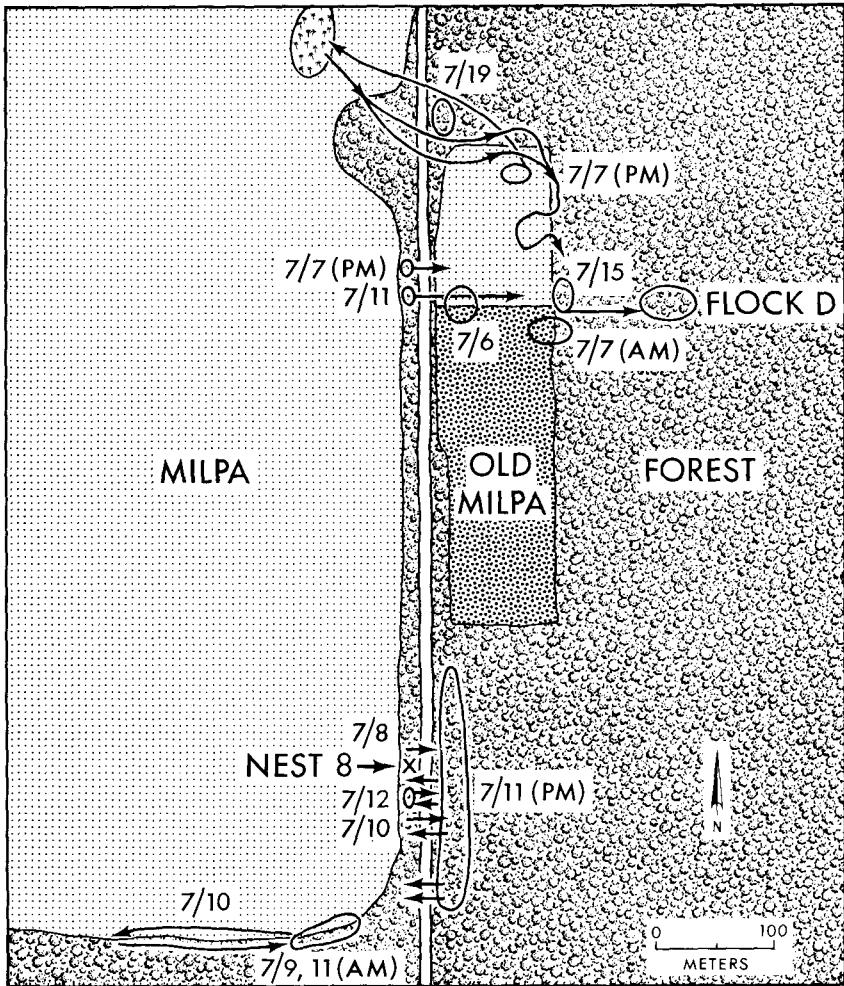 7/19
7/7 (PM)
7/7 (PM)
7/15
7/11
FLOCK D
7/6
7/7 (AM)
MILPA
OLD
MILPA
FOREST
7/8
NEST 8
X
7/11 (PM)
7/12
7/10
N
7/10
0 100
METERS
7/9, 11 (AM)